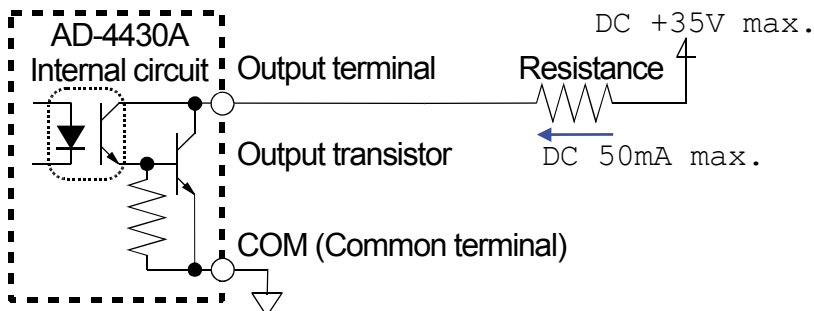 DC +35V max.
AD-4430A
Internal circuit
Output terminal
Resistance
Output transistor
DC 50mA max.
COM (Common terminal)